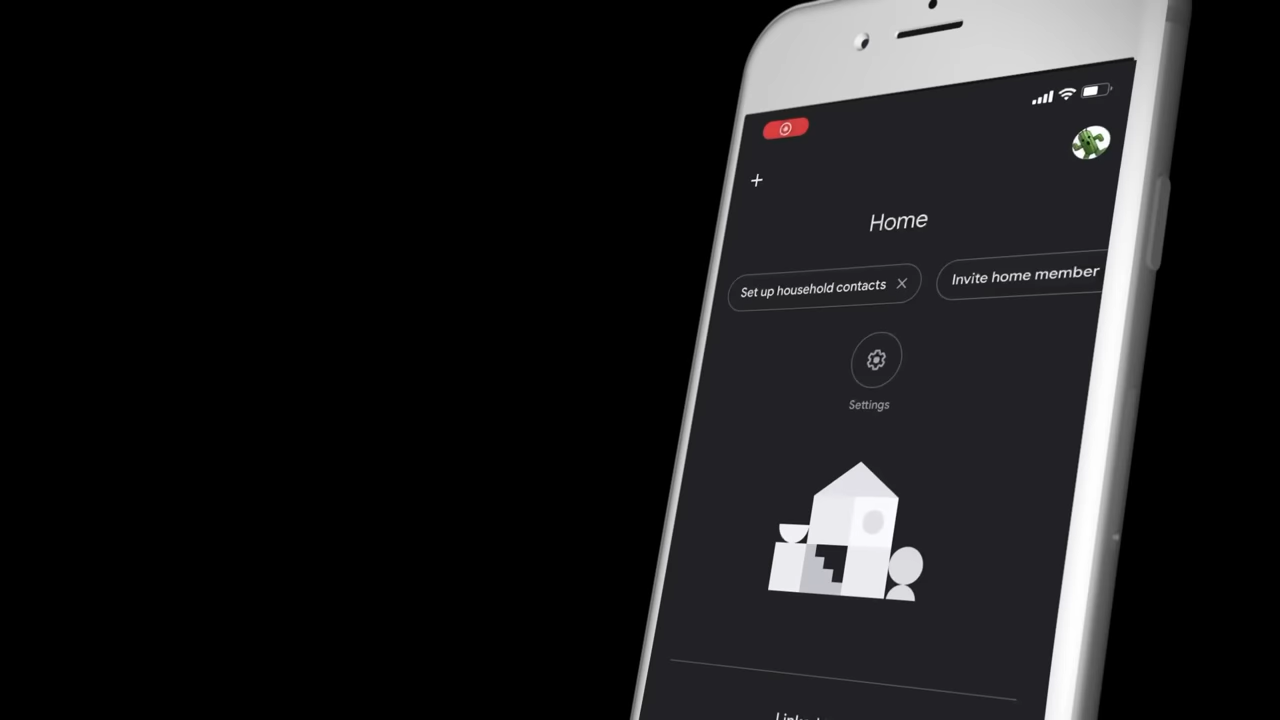 +
Home
Set up household contacts ×
Invite home member
Settings